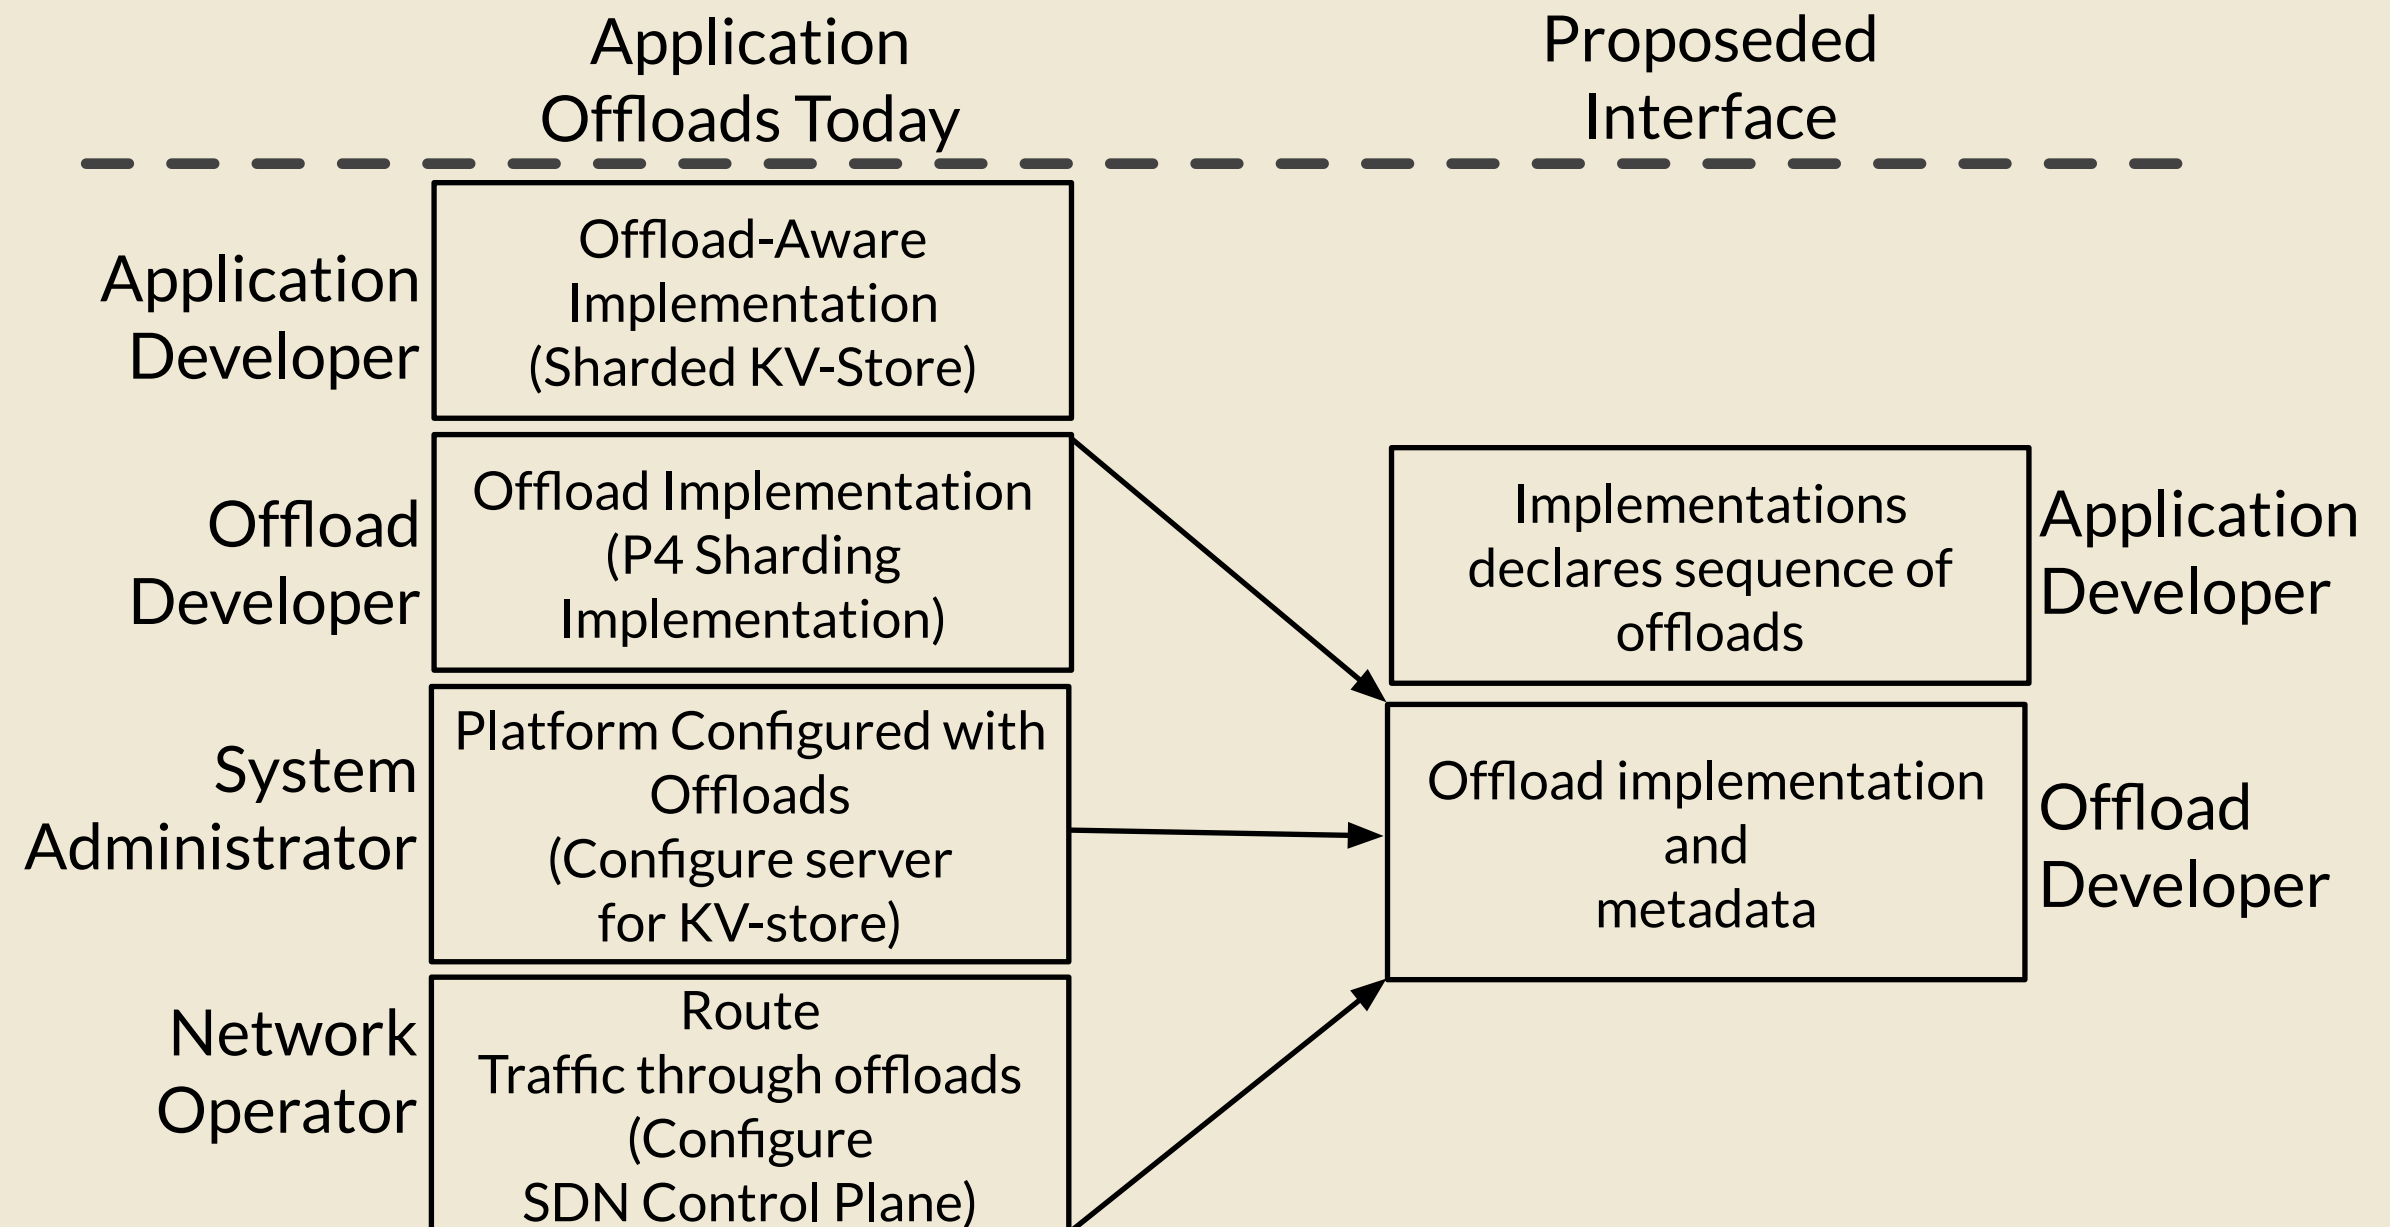 Application
Offloads Today
Proposeded
Interface
Application
Developer
Offload-Aware
Implementation
(Sharded KV-Store)
Offload
Developer
Offload Implementation
(P4 Sharding
Implementation)
System
Administrator
Platform Configured with
Offloads
(Configure server
for KV-store)
Network
Operator
Route
Traffic through offloads
(Configure
SDN Control Plane)
Implementations
declares sequence of
offloads
Application
Developer
Offload implementation
and
metadata
Offload
Developer